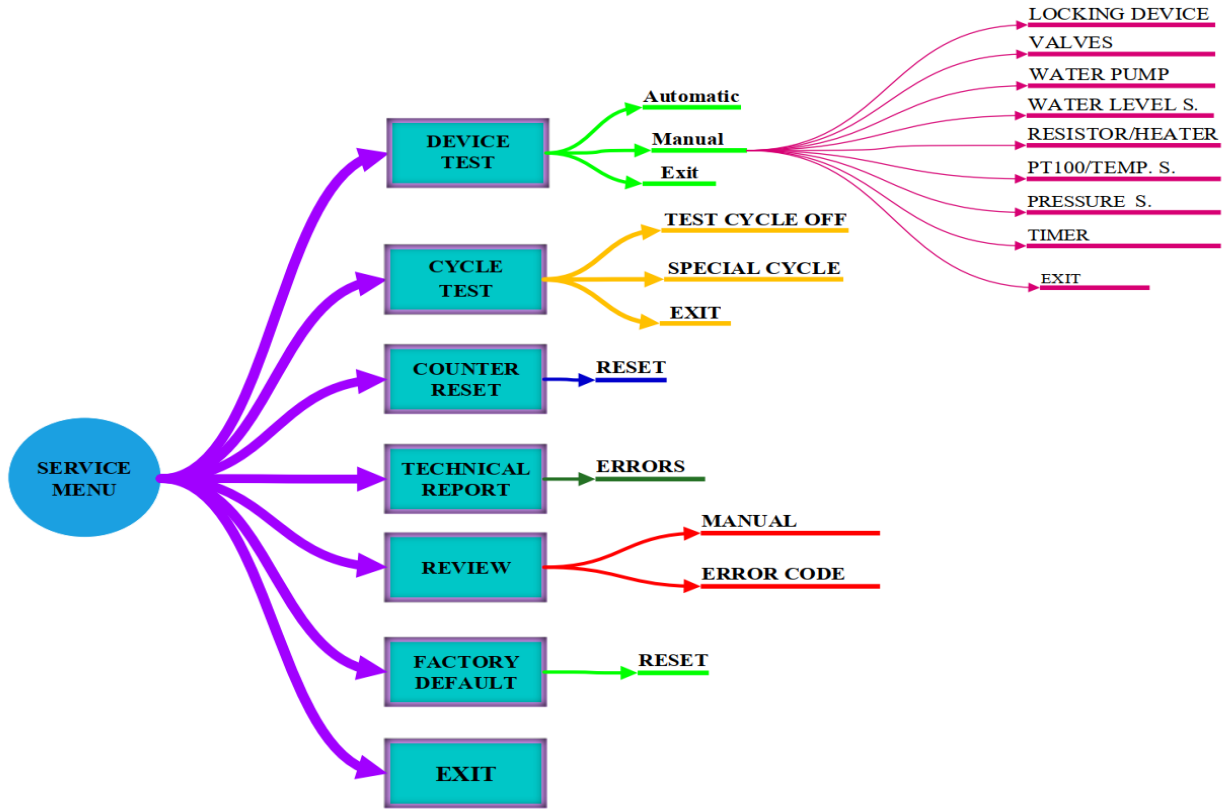 SERVICE
MENU
DEVICE
TEST
Automatic
Manual
Exit
LOCKING DEVICE
VALVES
WATER PUMP
WATER LEVEL S.
RESISTOR/HEATER
PT100/TEMP. S.
PRESSURE S.
TIMER
EXIT
CYCLE
TEST
TEST CYCLE OFF
SPECIAL CYCLE
EXIT
COUNTER
RESET
RESET
TECHNICAL
REPORT
ERRORS
REVIEW
MANUAL
ERROR CODE
FACTORY
DEFAULT
RESET
EXIT